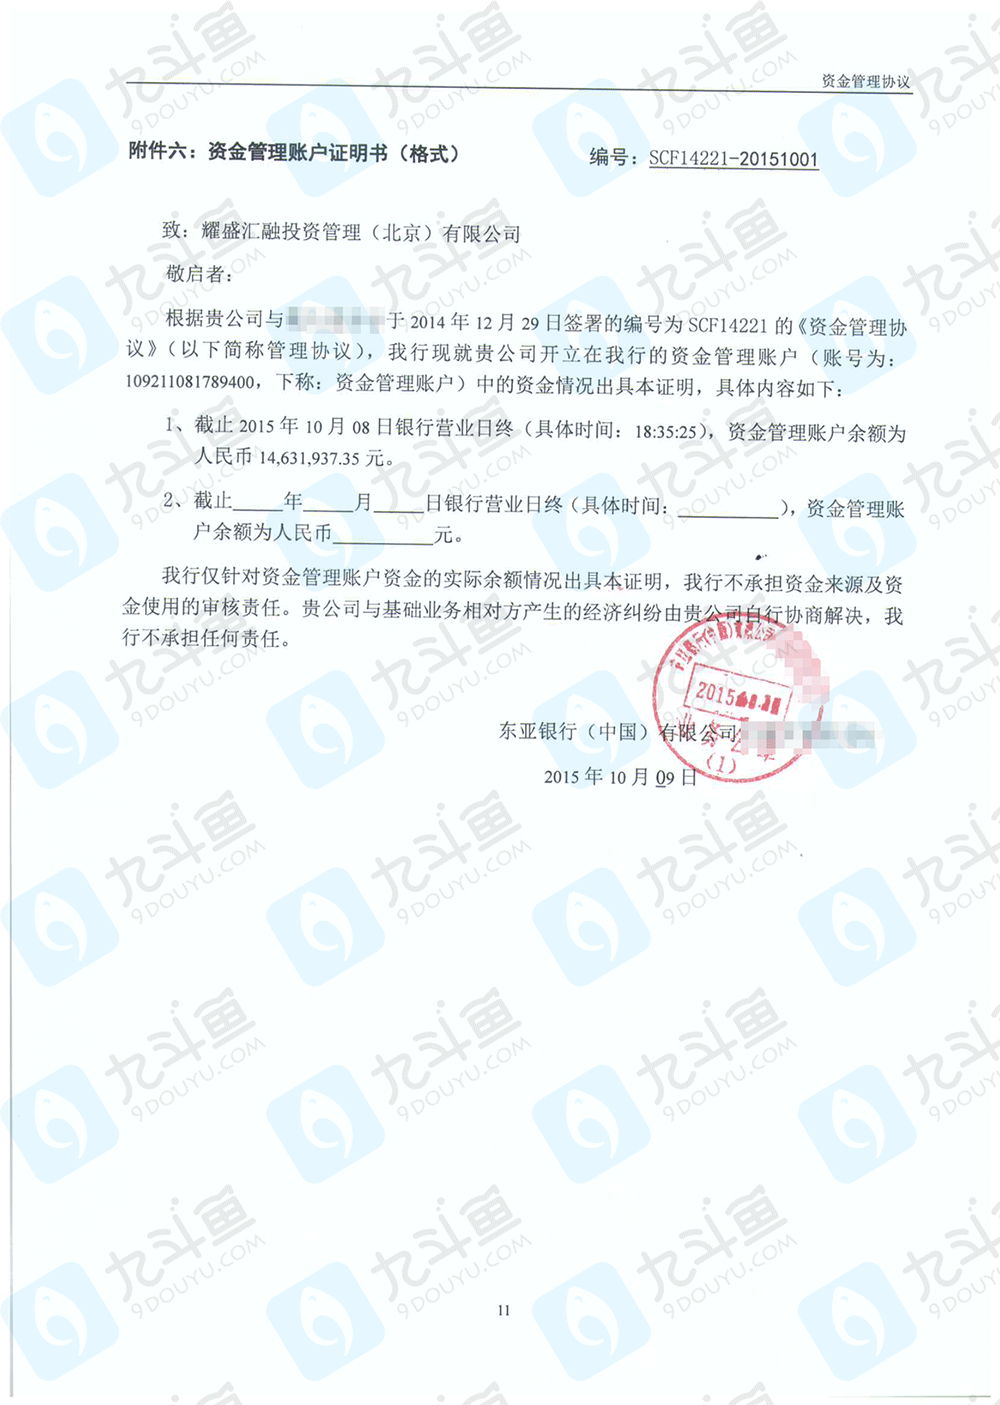 资金管理协议
附件六：资金管理账户证明书（格式）
编号：SCF14221-20151001
致：耀盛汇融投资管理（北京）有限公司
敬启者：
根据贵公司与 于 2014 年 12 月 29 日签署的编号为 SCF14221 的《资金管理协
议》（以下简称管理协议），我行现就贵公司开立在我行的资金管理账户（账号为：
109211081789400，下称：资金管理账户）中的资金情况出具本证明，具体内容如下：
1、截止 2015 年 10 月 08 日银行营业日终（具体时间：18:35:25），资金管理账户余额为
人民币 14,631,937.35 元。
2、截止_____年_____月_____日银行营业日终（具体时间：__________），资金管理账
户余额为人民币__________元。
我行仅针对资金管理账户资金的实际余额情况出具本证明，我行不承担资金来源及资
金使用的审核责任。贵公司与基础业务相对方产生的经济纠纷由贵公司自行协商解决，我
行不承担任何责任。
东亚银行（中国）有限公司
2015 年 10 月 09 日
(1)
11
九斗鱼
9DOUYU.COM